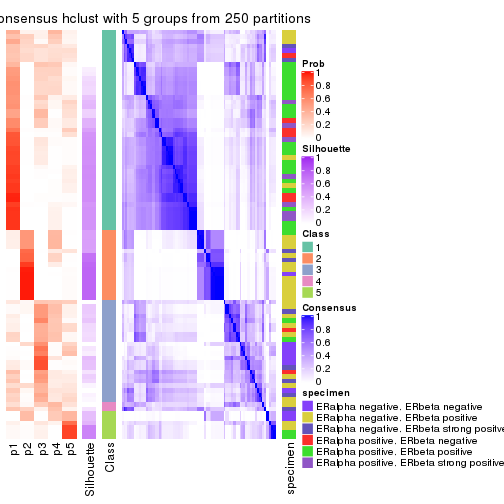 onsensus hclust with 5 groups from 250 partitions
Prob
1
0.8
0.6
0.4
0.2
0
Silhouette
1
0.8
0.6
0.4
0.2
0
Class
1
2
3
4
5
Consensus
1
0.8
0.6
0.4
0.2
0
specimen
ERalpha negative. ERbeta negative
ERalpha negative. ERbeta positive
ERalpha negative. ERbeta strong positive
ERalpha positive. ERbeta negative
ERalpha positive. ERbeta positive
ERalpha positive. ERbeta strong positive
p1
p2
p3
p4
p5
Silhouette
Class
specimen